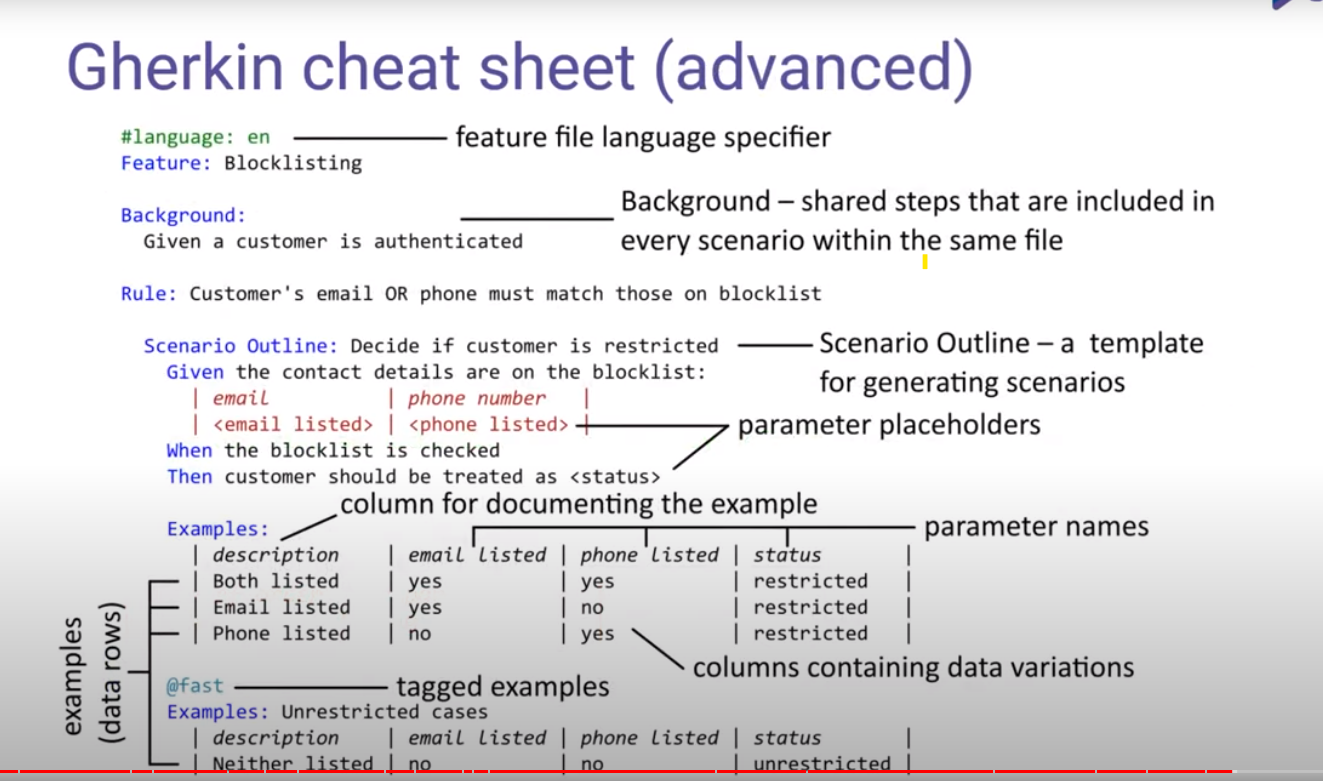 Gherkin cheat sheet (advanced)
#language: en
feature file language specifier
Feature: Blocklisting
Background:
Given a customer is authenticated
Background – shared steps that are included in
every scenario within the same file
Rule: Customer's email OR phone must match those on blocklist
Scenario Outline: Decide if customer is restricted
Scenario Outline – a template
for generating scenarios
Given the contact details are on the blocklist:
| email | phone number |
| <email listed> | <phone listed> |
parameter placeholders
When the blocklist is checked
Then customer should be treated as <status>
column for documenting the example
Examples:
parameter names
| description | email listed | phone listed | status |
| Both listed | yes | yes | restricted |
| Email listed | yes | no | restricted |
| Phone listed | no | yes | restricted |
examples
(data rows)
columns containing data variations
@fast
tagged examples
Examples: Unrestricted cases
| description | email listed | phone listed | status |
| Neither listed | no | no | unrestricted |